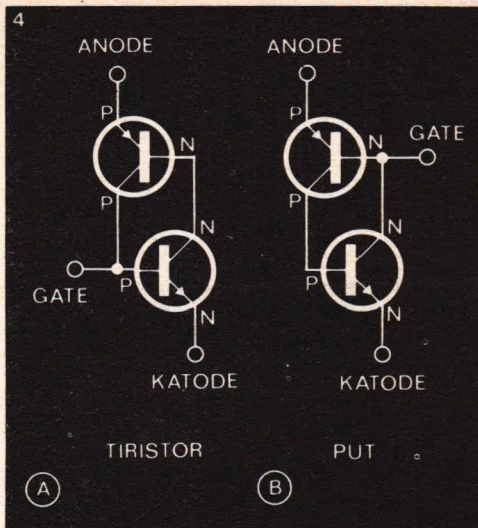 4
ANODE ANODE
P P
N N GATE
P P
N N
GATE P P
N N
KATODE KATODE
TIRISTOR PUT
A B